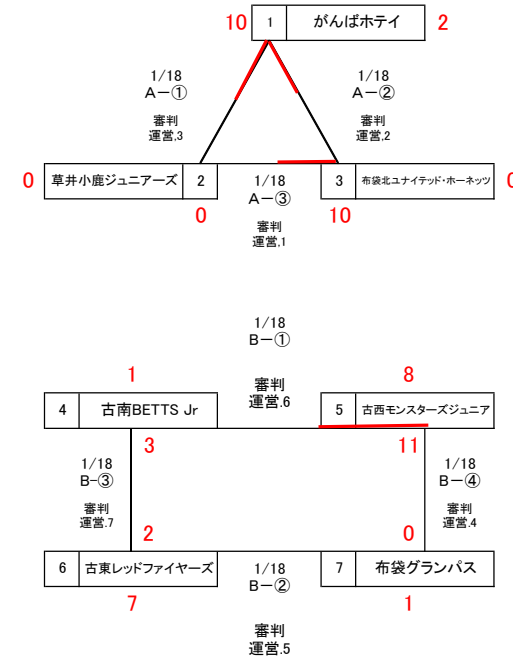 10 1 がんばホテイ 2
1/18 1/18
A-① A-②
審判 審判
運営,3 運営,2
0 草井小鹿ジュニアーズ 2 1/18 3 布袋北ユナイテッド・ホーネッツ 0
A-③
0 10
審判
運営,1
1/18
B-①
1 8
審判
運営.6
4 古南BETTS Jr 5 古西モンスターズジュニア
3 11
1/18 1/18
B-③ B-④
審判 審判
運営.7 運営.4
2 0
6 古東レッドファイヤーズ 1/18 7 布袋グランパス
B-②
7 1
審判
運営.5